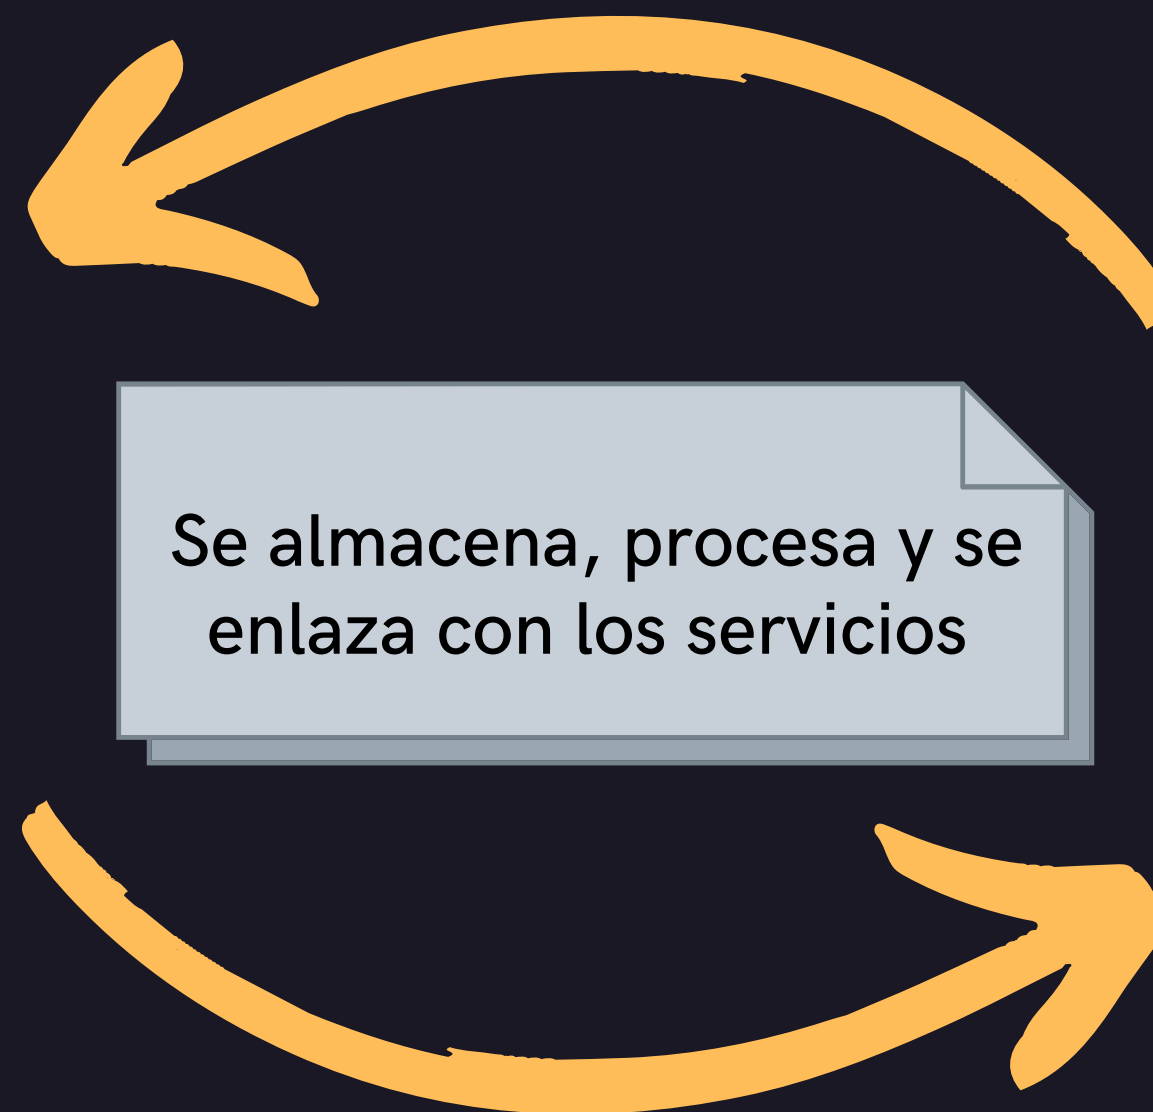 Se almacena, procesa y se
enlaza con los servicios